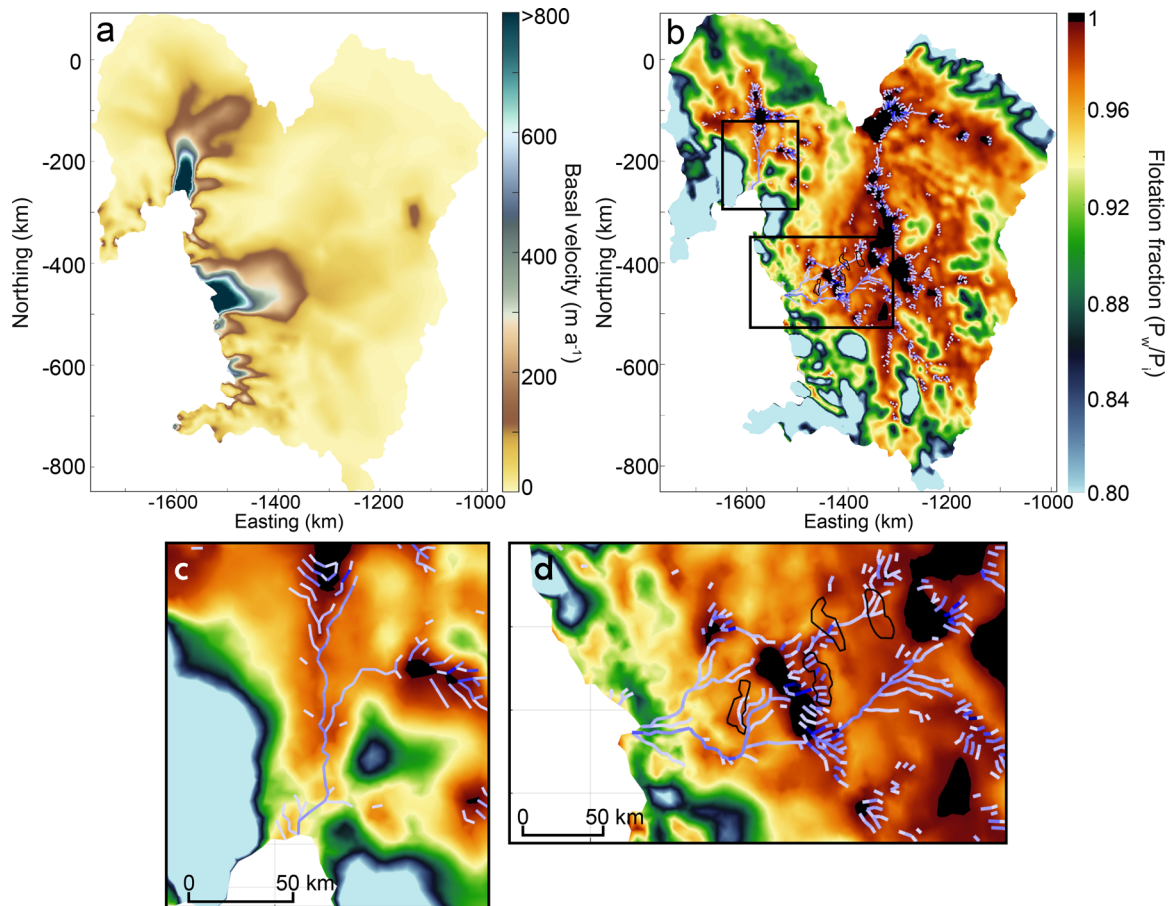 a
>800
600
400
200
0
Basal velocity (m a⁻¹)
0
-200
-400
-600
-800
Northing (km)
-1600
-1400
-1200
-1000
Easting (km)
b
1
0.96
0.92
0.88
0.84
0.80
Flotation fraction (P_w/P_i)
0
-200
-400
-600
-800
Northing (km)
-1600
-1400
-1200
-1000
Easting (km)
c
0
50 km
d
0
50 km